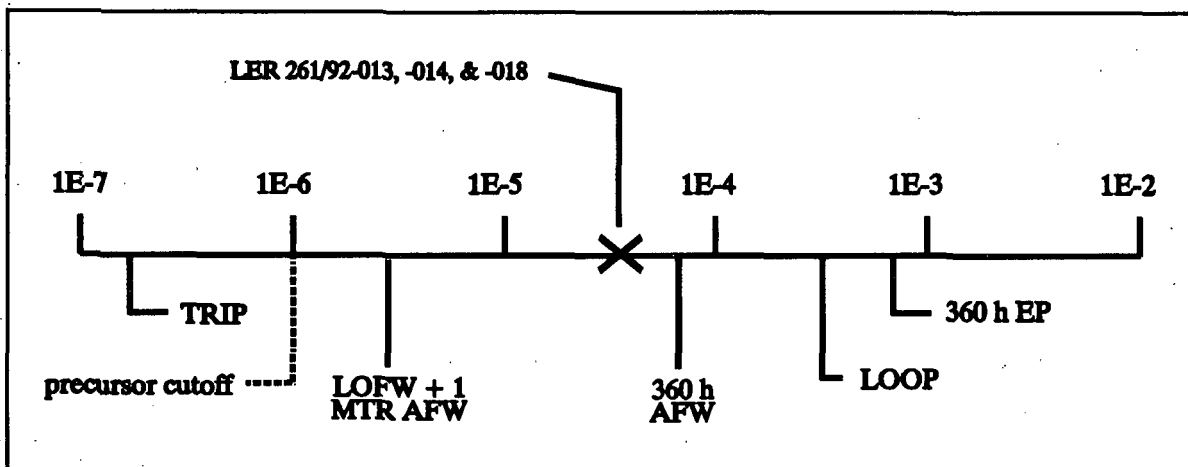 LER 261/92-013, -014, & -018
1E-7
1E-6
1E-5
1E-4
1E-3
1E-2
TRIP
360 h EP
precursor cutoff
LOFW + 1
MTR AFW
360 h
AFW
LOOP